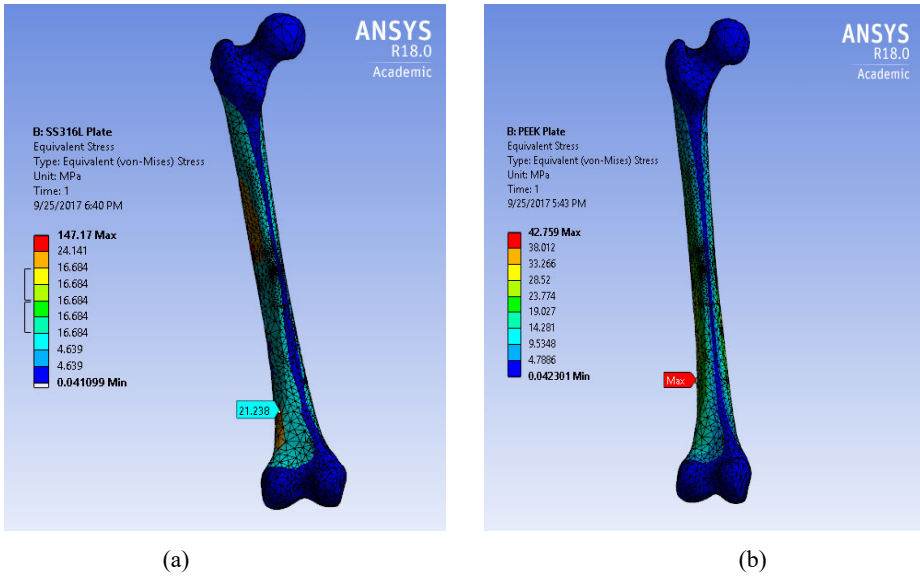 ANSYS
R18.0
Academic
B: SS316L Plate
Equivalent Stress
Type: Equivalent (von-Mises) Stress
Unit: MPa
Time: 1
9/25/2017 6:40 PM
147.17 Max
24.141
16.684
16.684
16.684
16.684
4.639
4.639
0.041099 Min
21.238
(a)
ANSYS
R18.0
Academic
B: PEEK Plate
Equivalent Stress
Type: Equivalent (von-Mises) Stress
Unit: MPa
Time: 1
9/25/2017 5:43 PM
42.759 Max
38.012
33.266
28.52
23.774
19.027
14.281
9.5348
4.7886
0.042301 Min
Max
(b)